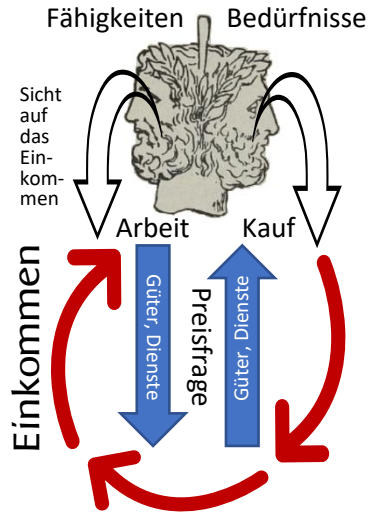 Fähigkeiten
Bedürfnisse
Sicht
auf
das
Ein-
kom-
men
Arbeit
Kauf
Einkommen
Güter, Dienste
Preisfrage
Güter, Dienste